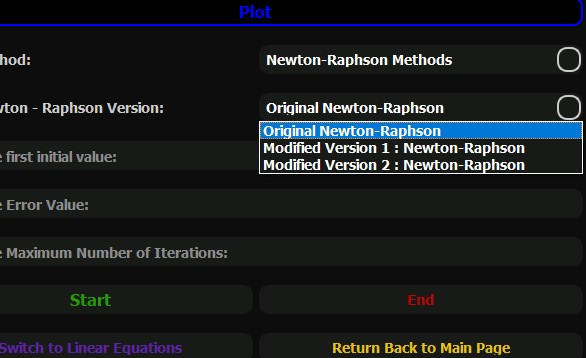 Plot
hod:
Newton-Raphson Methods
wton - Raphson Version:
Original Newton-Raphson
Original Newton-Raphson
Modified Version 1 : Newton-Raphson
Modified Version 2 : Newton-Raphson
e first initial value:
e Error Value:
e Maximum Number of Iterations:
Start
End
Switch to Linear Equations
Return Back to Main Page